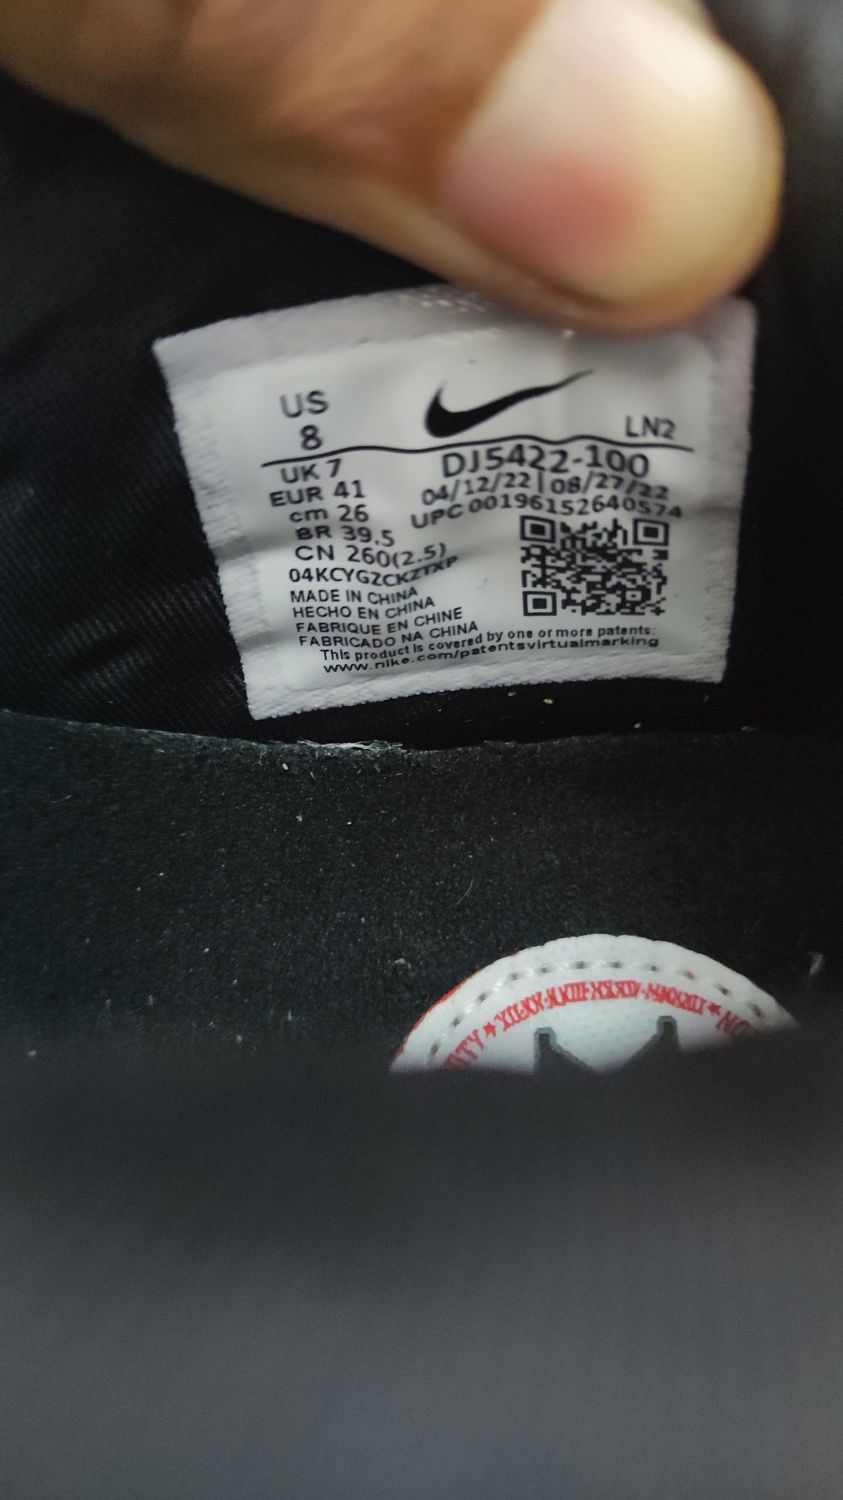 US
8
LN2
UK 7
EUR 41
cm 26
BR 39.5
CN 260(2.5)
DJ5422-100
04/12/22|08/27/22
UPC 00196152640574
04KCYGZCKZTXP
MADE IN CHINA
HECHO EN CHINA
FABRIQUE EN CHINE
FABRICADO NA CHINA
This product is covered by one or more patents:
www.nike.com/patentsvirtualmarking